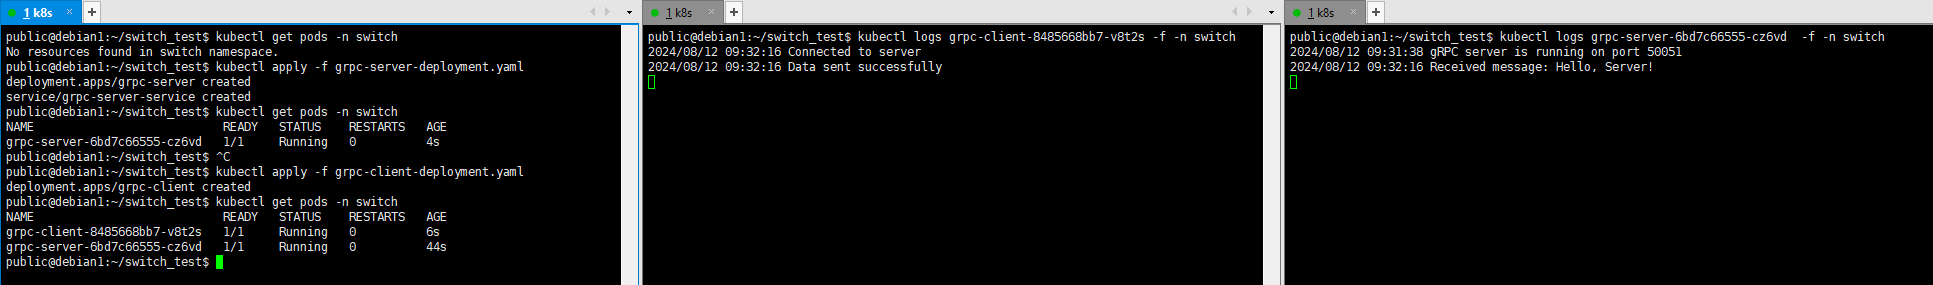 1 k8s × +
public@debian1:~/switch_test$ kubectl get pods -n switch
No resources found in switch namespace.
public@debian1:~/switch_test$ kubectl apply -f grpc-server-deployment.yaml
deployment.apps/grpc-server created
service/grpc-server-service created
public@debian1:~/switch_test$ kubectl get pods -n switch
NAME READY STATUS RESTARTS AGE
grpc-server-6bd7c66555-cz6vd 1/1 Running 0 4s
public@debian1:~/switch_test$ ^C
public@debian1:~/switch_test$ kubectl apply -f grpc-client-deployment.yaml
deployment.apps/grpc-client created
public@debian1:~/switch_test$ kubectl get pods -n switch
NAME READY STATUS RESTARTS AGE
grpc-client-8485668bb7-v8t2s 1/1 Running 0 6s
grpc-server-6bd7c66555-cz6vd 1/1 Running 0 44s
public@debian1:~/switch_test$
1 k8s × +
public@debian1:~/switch_test$ kubectl logs grpc-client-8485668bb7-v8t2s -f -n switch
2024/08/12 09:32:16 Connected to server
2024/08/12 09:32:16 Data sent successfully
1 k8s × +
public@debian1:~/switch_test$ kubectl logs grpc-server-6bd7c66555-cz6vd  -f -n switch
2024/08/12 09:31:38 gRPC server is running on port 50051
2024/08/12 09:32:16 Received message: Hello, Server!